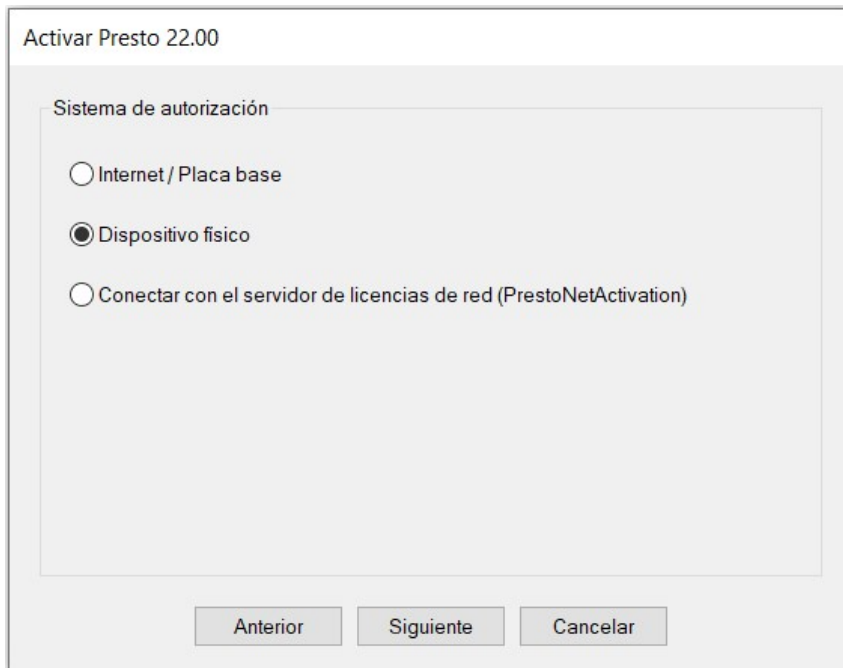 Activar Presto 22.00
Sistema de autorización
Internet / Placa base
Dispositivo físico
Conectar con el servidor de licencias de red (PrestoNetActivation)
Anterior Siguiente Cancelar